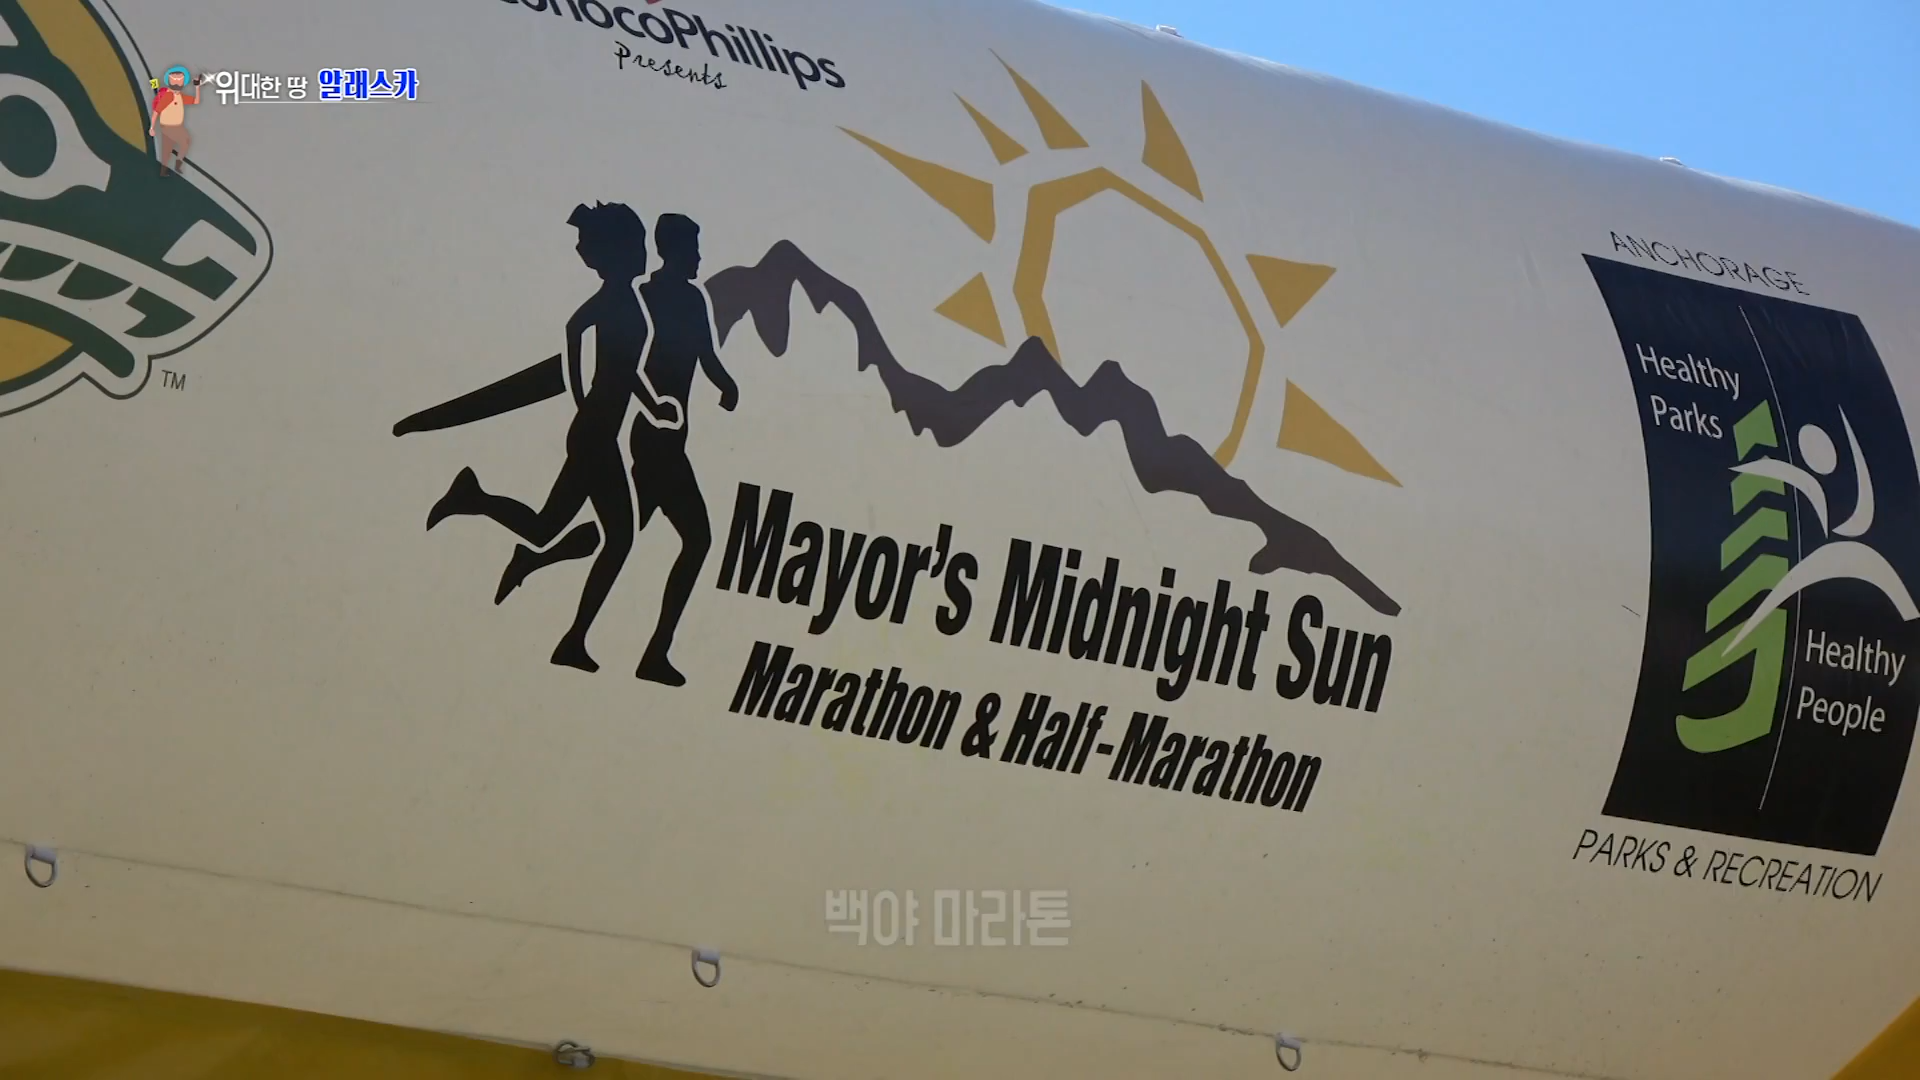 ConocoPhillips
Presents
위대한 땅 알래스카
TM
Mayor's Midnight Sun
Marathon & Half-Marathon
ANCHORAGE
Healthy
Parks
Healthy
People
PARKS & RECREATION
백야 마라톤